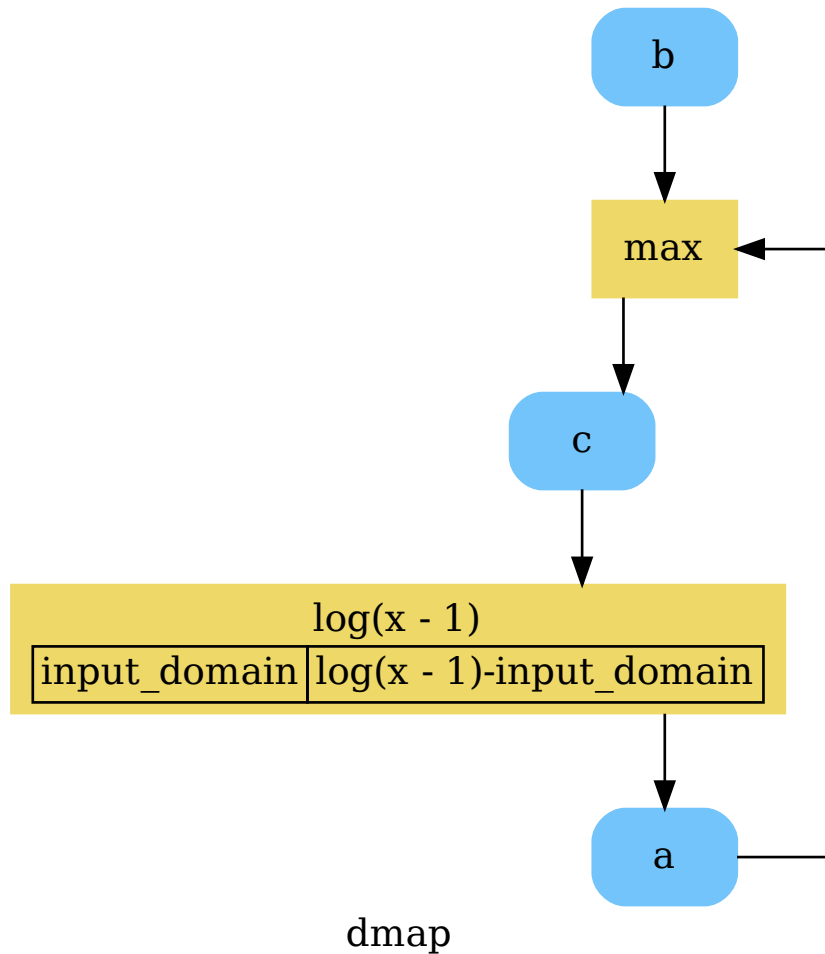 b
max
c
log(x - 1)
input_domain log(x - 1)-input_domain
a
dmap